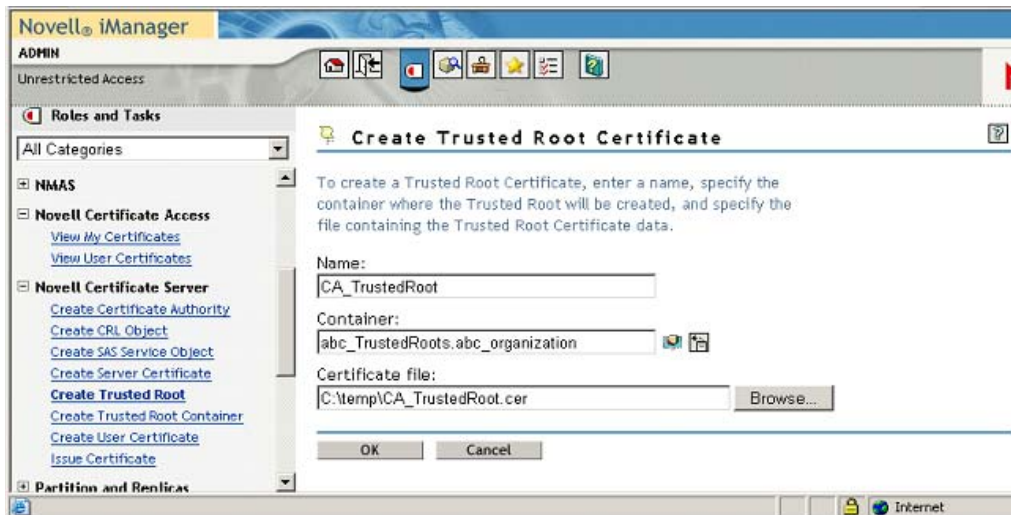 Novell® iManager
ADMIN
Unrestricted Access
Roles and Tasks
All Categories
NMAS
Novell Certificate Access
View My Certificates
View User Certificates
Novell Certificate Server
Create Certificate Authority
Create CRL Object
Create SAS Service Object
Create Server Certificate
Create Trusted Root
Create Trusted Root Container
Create User Certificate
Issue Certificate
Partition and Replicas
Create Trusted Root Certificate
To create a Trusted Root Certificate, enter a name, specify the
container where the Trusted Root will be created, and specify the
file containing the Trusted Root Certificate data.
Name:
CA_TrustedRoot
Container:
abc_TrustedRoots.abc_organization
Certificate file:
C:\temp\CA_TrustedRoot.cer
Browse...
OK
Cancel
Internet